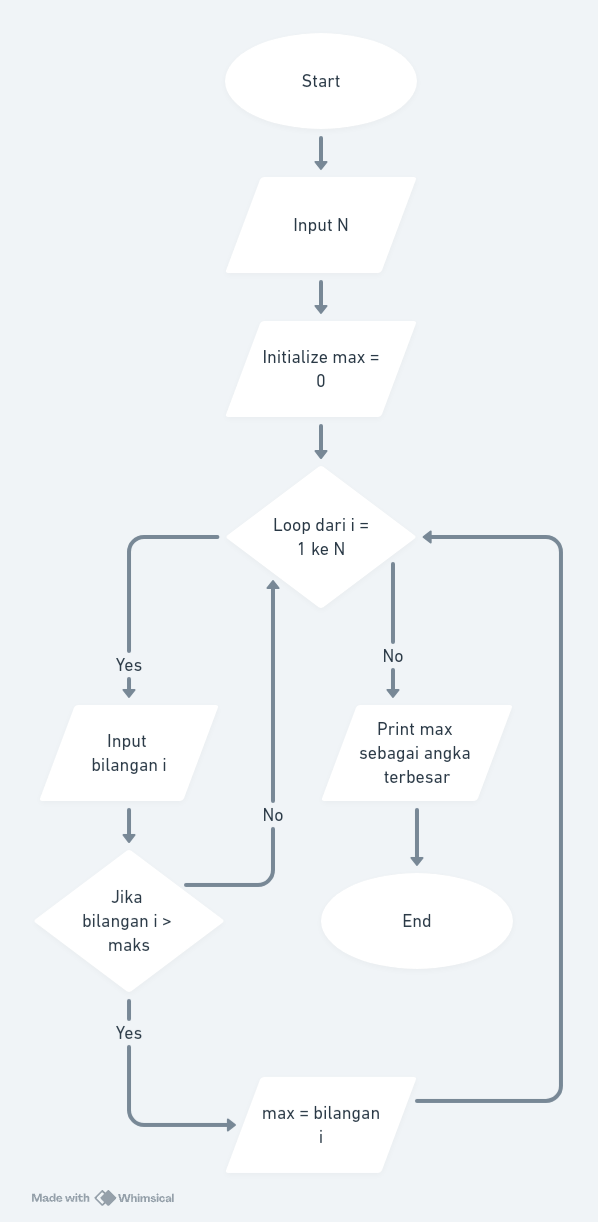 Start
Input N
Initialize max =
0
Loop dari i =
1 ke N
Yes
No
Input
bilangan i
Print max
sebagai angka
terbesar
No
Jika
bilangan i >
maks
End
Yes
max = bilangan
i
Made with Whimsical